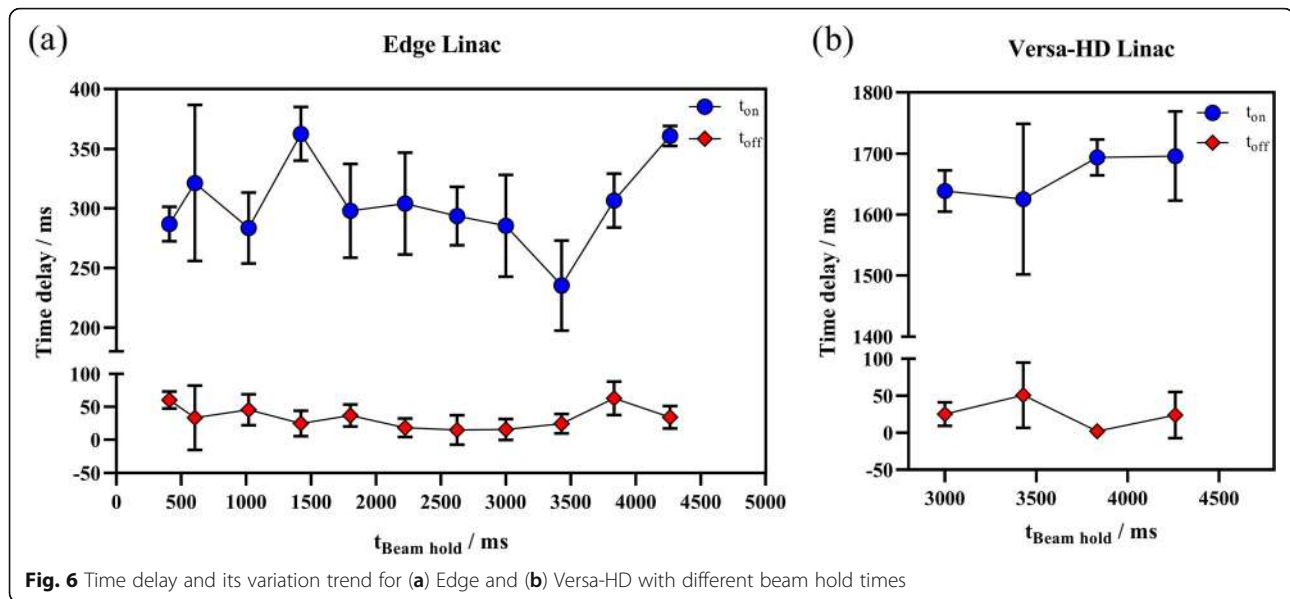 (a)
Edge Linac
400
350
300
250
200
100
50
0
-50
Time delay / ms
t_on
t_off
0 500 1000 1500 2000 2500 3000 3500 4000 4500 5000
t_Beam hold / ms
(b)
Versa-HD Linac
1800
1700
1600
1500
1400
100
50
0
-50
Time delay / ms
t_on
t_off
3000 3500 4000 4500
t_Beam hold / ms
Fig. 6 Time delay and its variation trend for (a) Edge and (b) Versa-HD with different beam hold times